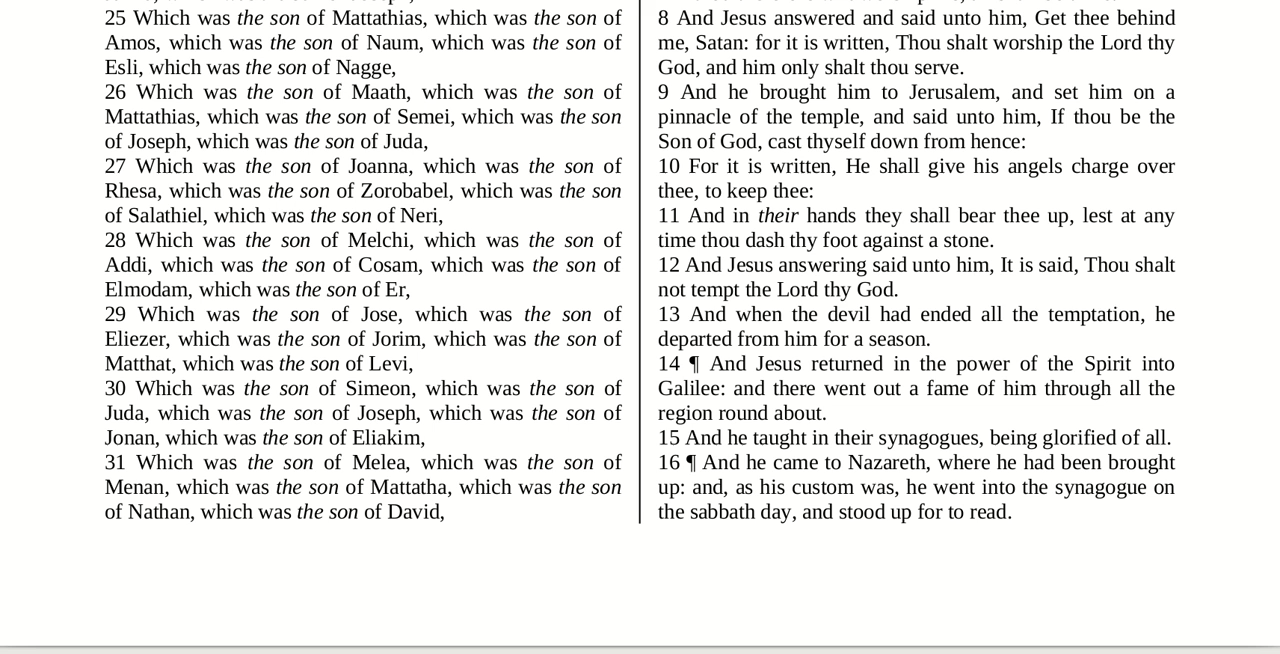 25 Which was the son of Mattathias, which was the son of
Amos, which was the son of Naum, which was the son of
Esli, which was the son of Nagge,
26 Which was the son of Maath, which was the son of
Mattathias, which was the son of Semei, which was the son
of Joseph, which was the son of Juda,
27 Which was the son of Joanna, which was the son of
Rhesa, which was the son of Zorobabel, which was the son
of Salathiel, which was the son of Neri,
28 Which was the son of Melchi, which was the son of
Addi, which was the son of Cosam, which was the son of
Elmodam, which was the son of Er,
29 Which was the son of Jose, which was the son of
Eliezer, which was the son of Jorim, which was the son of
Matthat, which was the son of Levi,
30 Which was the son of Simeon, which was the son of
Juda, which was the son of Joseph, which was the son of
Jonan, which was the son of Eliakim,
31 Which was the son of Melea, which was the son of
Menan, which was the son of Mattatha, which was the son
of Nathan, which was the son of David,
8 And Jesus answered and said unto him, Get thee behind
me, Satan: for it is written, Thou shalt worship the Lord thy
God, and him only shalt thou serve.
9 And he brought him to Jerusalem, and set him on a
pinnacle of the temple, and said unto him, If thou be the
Son of God, cast thyself down from hence:
10 For it is written, He shall give his angels charge over
thee, to keep thee:
11 And in their hands they shall bear thee up, lest at any
time thou dash thy foot against a stone.
12 And Jesus answering said unto him, It is said, Thou shalt
not tempt the Lord thy God.
13 And when the devil had ended all the temptation, he
departed from him for a season.
14 ¶ And Jesus returned in the power of the Spirit into
Galilee: and there went out a fame of him through all the
region round about.
15 And he taught in their synagogues, being glorified of all.
16 ¶ And he came to Nazareth, where he had been brought
up: and, as his custom was, he went into the synagogue on
the sabbath day, and stood up for to read.